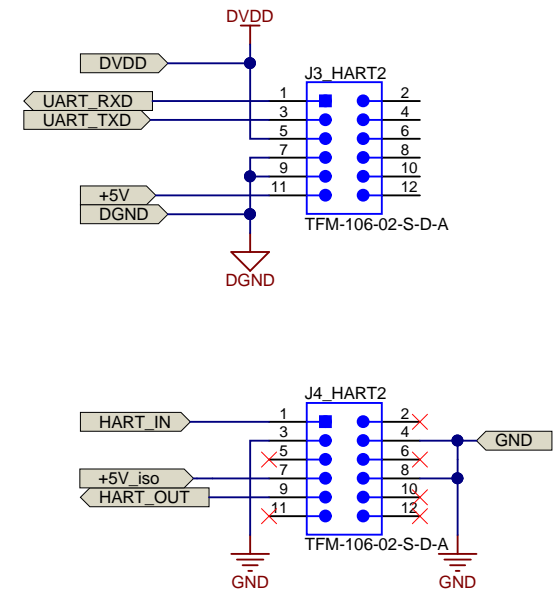 DVDD
DVDD
J3_HART2
UART_RXD 1 2
UART_TXD 3 4
5 6
7 8
9 10
+5V 11 12
DGND
TFM-106-02-S-D-A
DGND
J4_HART2
HART_IN 1 2
3 4 GND
5 6
+5V_iso 7 8
HART_OUT 9 10
11 12
TFM-106-02-S-D-A
GND GND